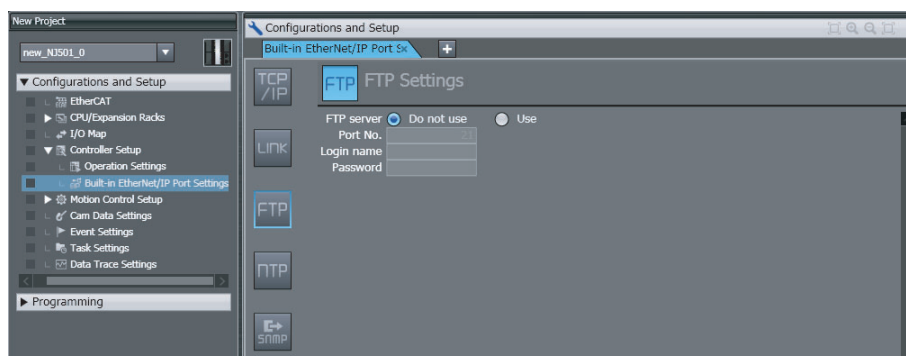 New Project
new_NJ501_0
Configurations and Setup
EtherCAT
CPU/Expansion Racks
I/O Map
Controller Setup
Operation Settings
Built-in EtherNet/IP Port Settings
Motion Control Setup
Cam Data Settings
Event Settings
Task Settings
Data Trace Settings
Programming
Configurations and Setup
Built-in EtherNet/IP Port S
TCP
/IP
LINK
FTP
NTP
SNMP
FTP FTP Settings
FTP server Do not use Use
Port No. 21
Login name
Password